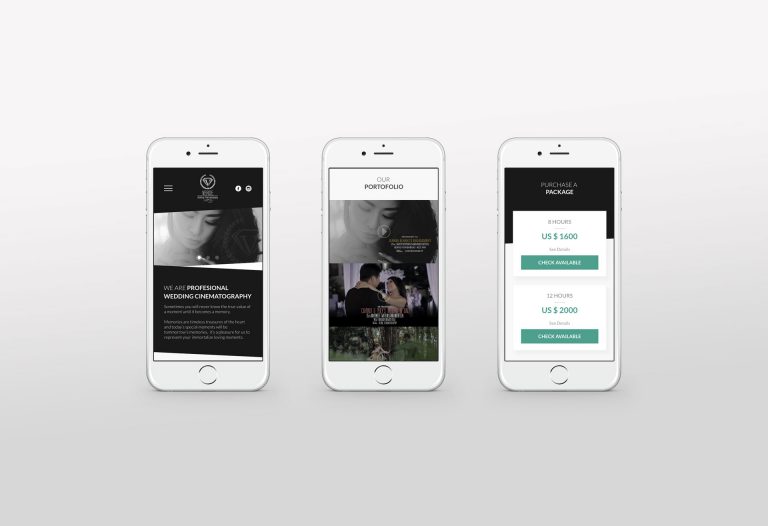 WE ARE PROFESIONAL
WEDDING CINEMATOGRAPHY
Sometimes you will never know the true value of
a moment until it becomes a memory.
Memories are timeless treasures of the heart
and today's special moments will be
tommorrow's memories. It's a pleasure for us to
represent your immortalize loving moments.
OUR
PORTOFOLIO
PURCHASE A
PACKAGE
8 HOURS
US $ 1600
See Details
CHECK AVAILABLE
12 HOURS
US $ 2000
See Details
CHECK AVAILABLE